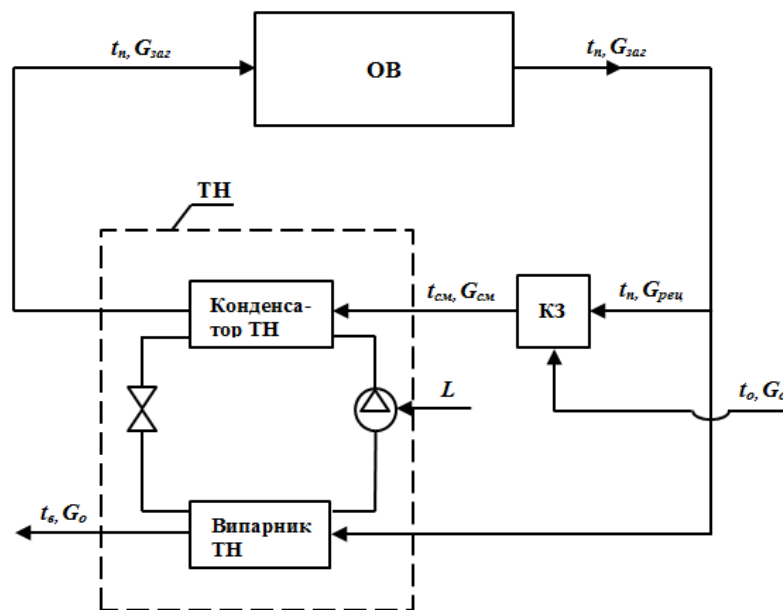 tп, Gзаг
ОВ
tп, Gзаг
ТН
Конденса-
тор ТН
tсм, Gсм
КЗ
tп, Gрец
L
tо, Gо
tв, Gо
Випарник
ТН